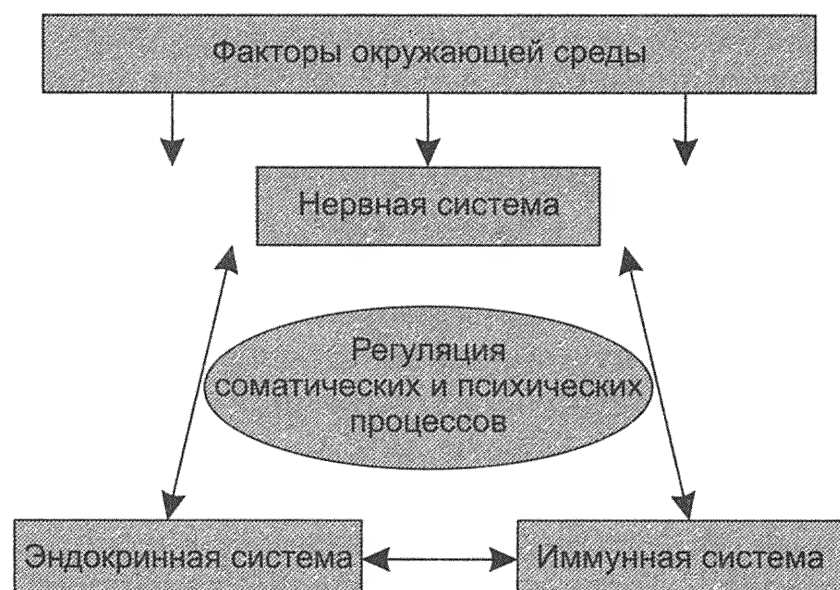 Факторы окружающей среды
Нервная система
Регуляция
соматических и психических
процессов
Эндокринная система
Иммунная система